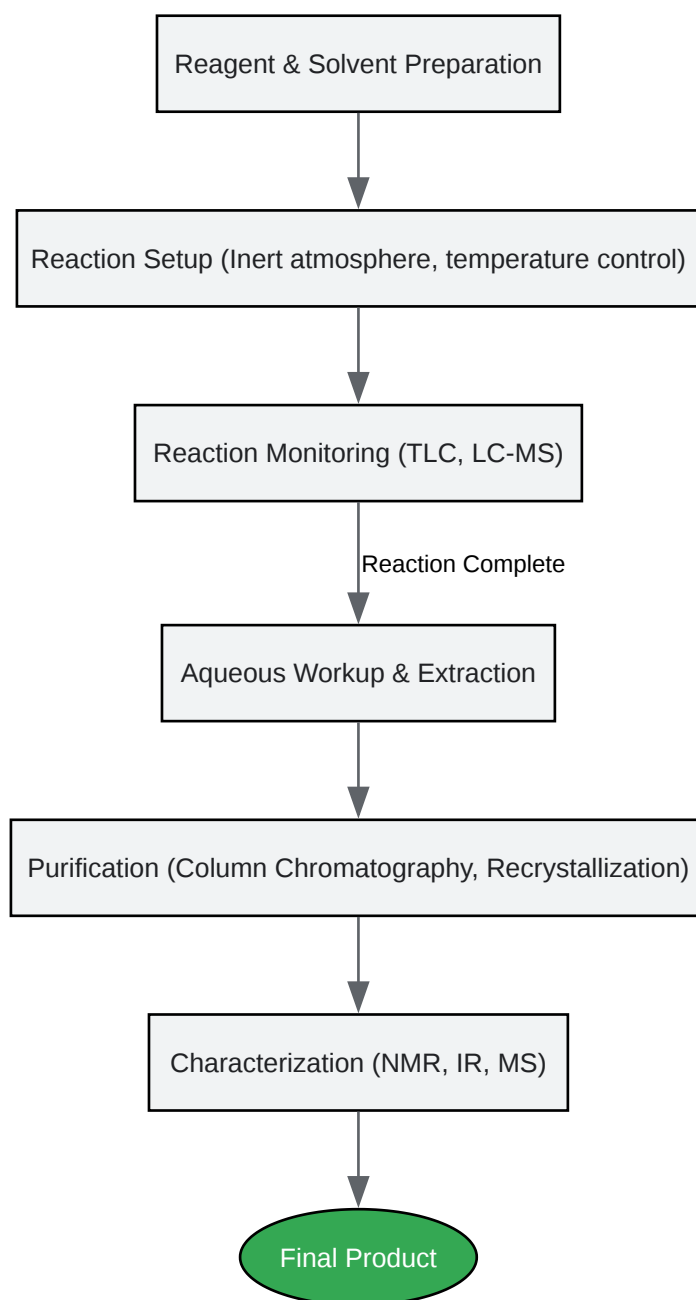 Reagent & Solvent Preparation
Reaction Setup (Inert atmosphere, temperature control)
Reaction Monitoring (TLC, LC-MS)
Reaction Complete
Aqueous Workup & Extraction
Purification (Column Chromatography, Recrystallization)
Characterization (NMR, IR, MS)
Final Product